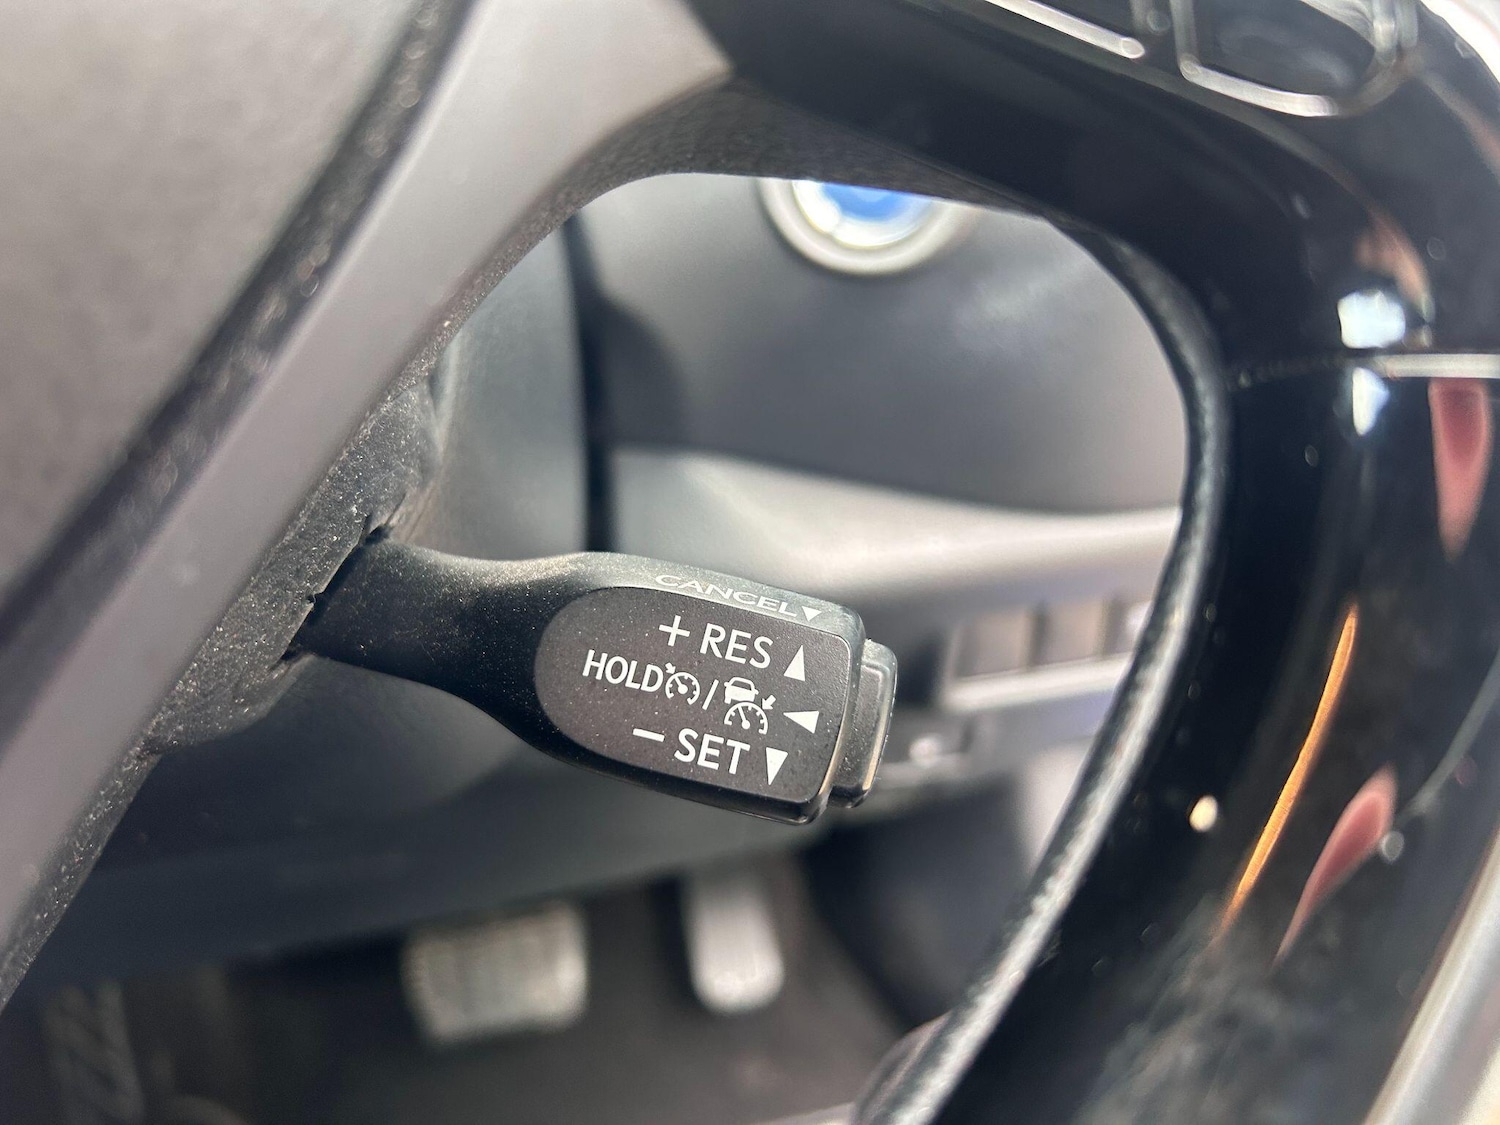 CANCEL▼
+ RES ▲
HOLD / ◀
- SET ▼